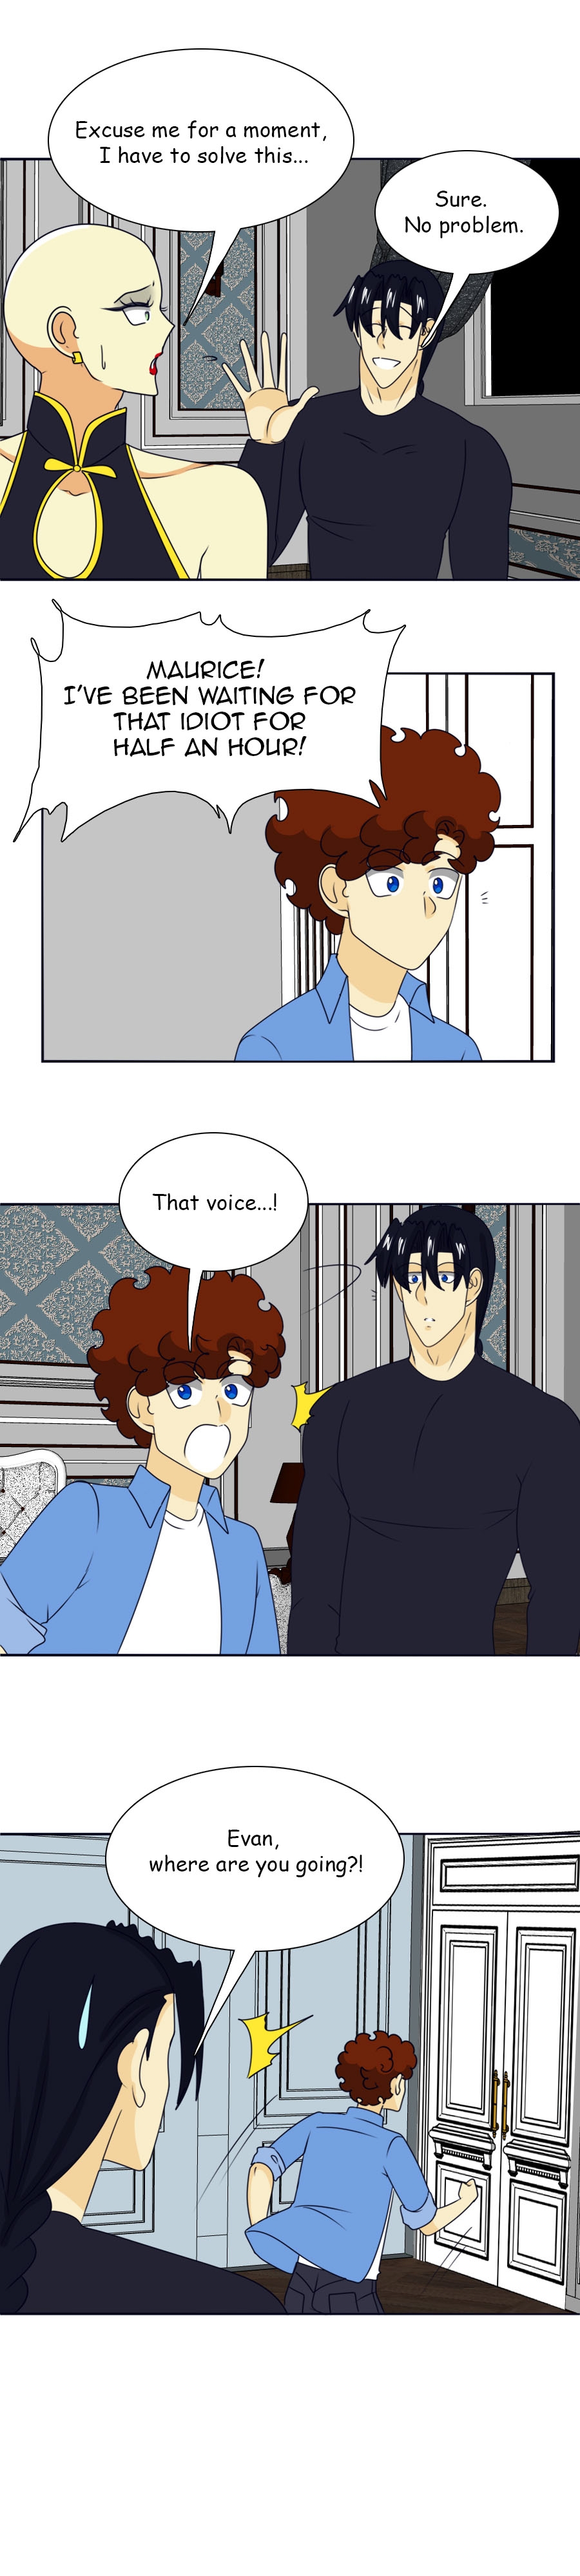 Excuse me for a moment,
I have to solve this...
Sure.
No problem.
MAURICE!
I'VE BEEN WAITING FOR
THAT IDIOT FOR
HALF AN HOUR!
That voice...!
Evan,
where are you going?!